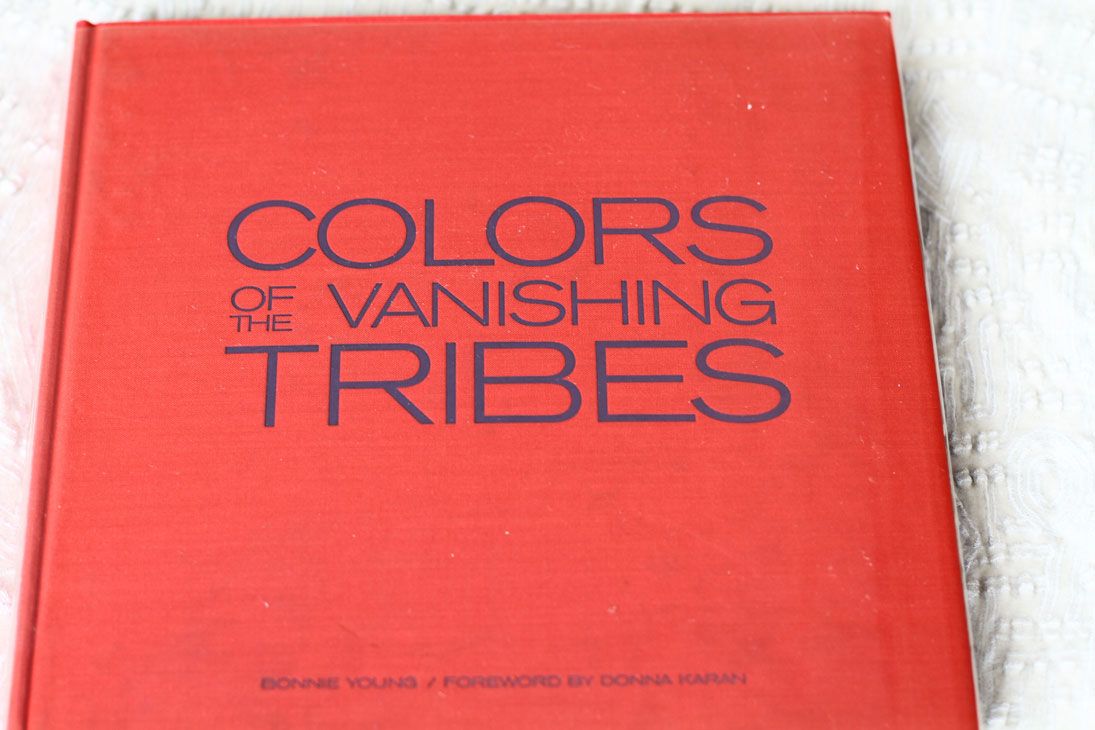 COLORS
OF THE VANISHING
TRIBES
BONNIE YOUNG / FOREWORD BY DONNA KARAN